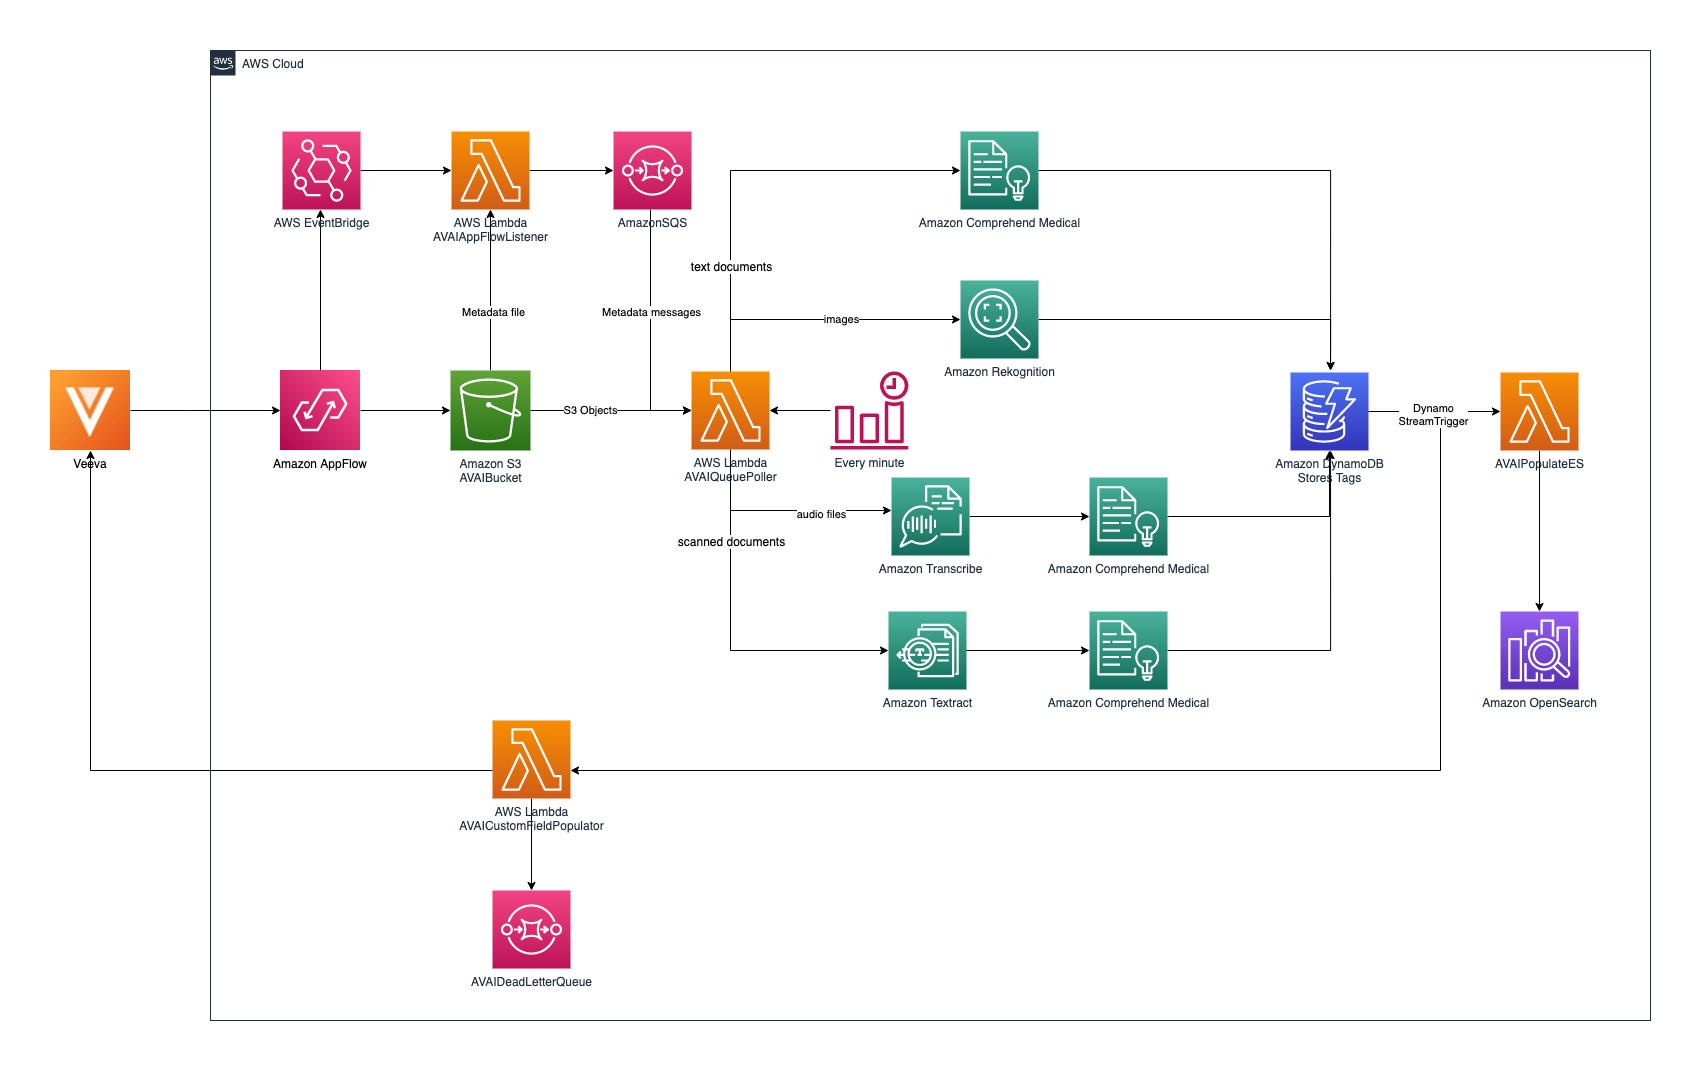 aws
AWS Cloud
AWS EventBridge
AWS Lambda
AVAIAppFlowListener
AmazonSQS
Amazon Comprehend Medical
text documents
Metadata file
Metadata messages
images
Amazon Rekognition
Veeva
Amazon AppFlow
Amazon S3
AVAIBucket
S3 Objects
AWS Lambda
AVAIQueuePoller
Every minute
Amazon DynamoDB
Stores Tags
Dynamo
StreamTrigger
AVAIPopulateES
audio files
scanned documents
Amazon Transcribe
Amazon Comprehend Medical
Amazon Textract
Amazon Comprehend Medical
Amazon OpenSearch
AWS Lambda
AVAICustomFieldPopulator
AVAIDeadLetterQueue